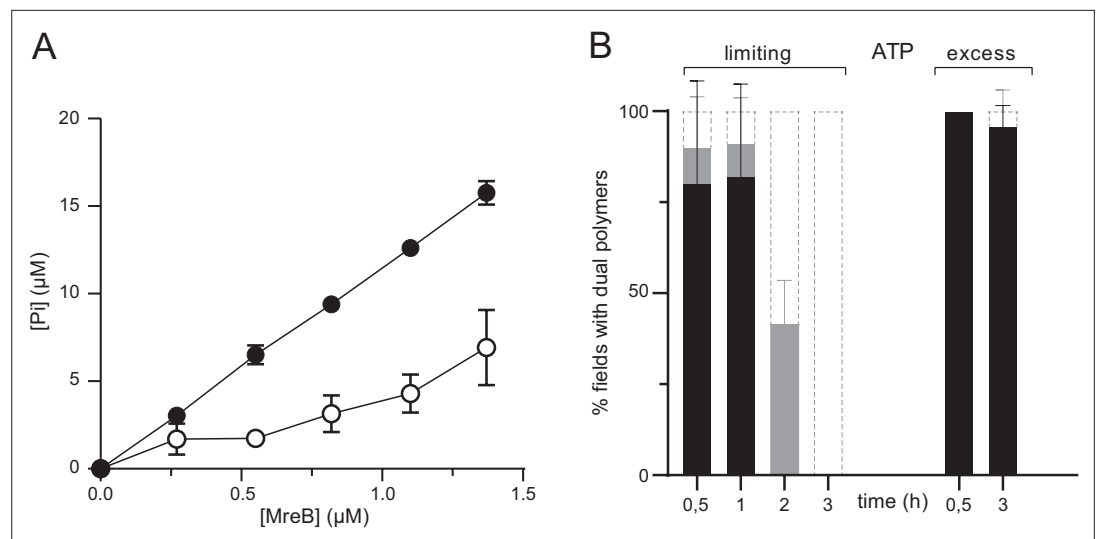 A
20
15
10
5
0
[Pi] (μM)
0.0 0.5 1.0 1.5
[MreB] (μM)
B
limiting ATP excess
100
50
0
% fields with dual polymers
0,5 1 2 3 time (h) 0,5 3